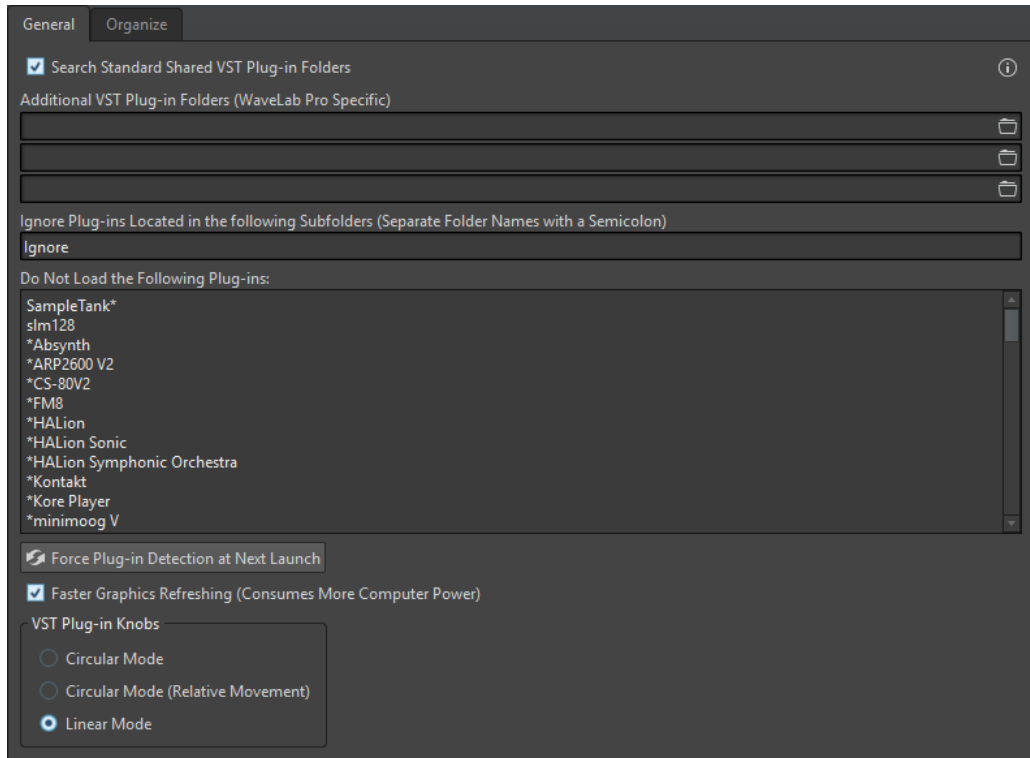 General
Organize
Search Standard Shared VST Plug-in Folders
Additional VST Plug-in Folders (WaveLab Pro Specific)
Ignore Plug-ins Located in the following Subfolders (Separate Folder Names with a Semicolon)
Ignore
Do Not Load the Following Plug-ins:
SampleTank*
slm128
*Absynth
*ARP2600 V2
*CS-80V2
*FM8
*HALion
*HALion Sonic
*HALion Symphonic Orchestra
*Kontakt
*Kore Player
*minimoog V
Force Plug-in Detection at Next Launch
Faster Graphics Refreshing (Consumes More Computer Power)
VST Plug-in Knobs
Circular Mode
Circular Mode (Relative Movement)
Linear Mode